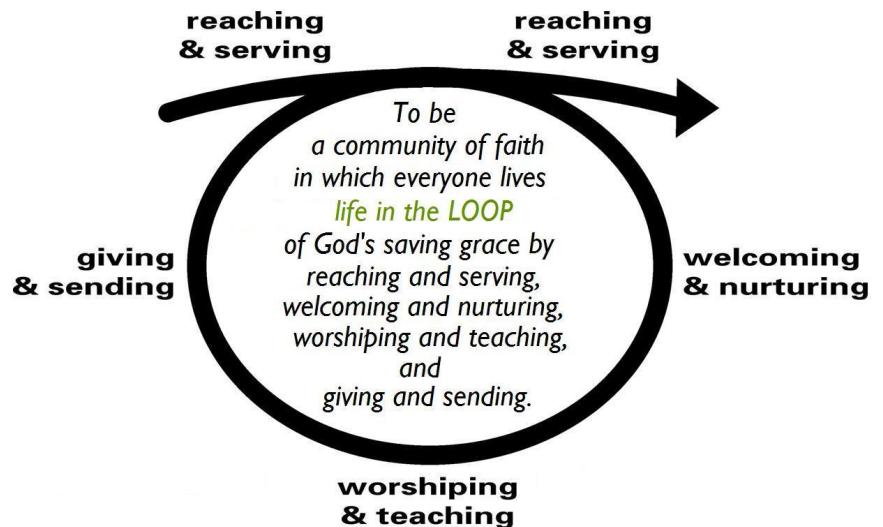 reaching
& serving
reaching
& serving
To be
a community of faith
in which everyone lives
life in the LOOP
of God's saving grace by
reaching and serving,
welcoming and nurturing,
worshiping and teaching,
and
giving and sending.
giving
& sending
welcoming
& nurturing
worshiping
& teaching